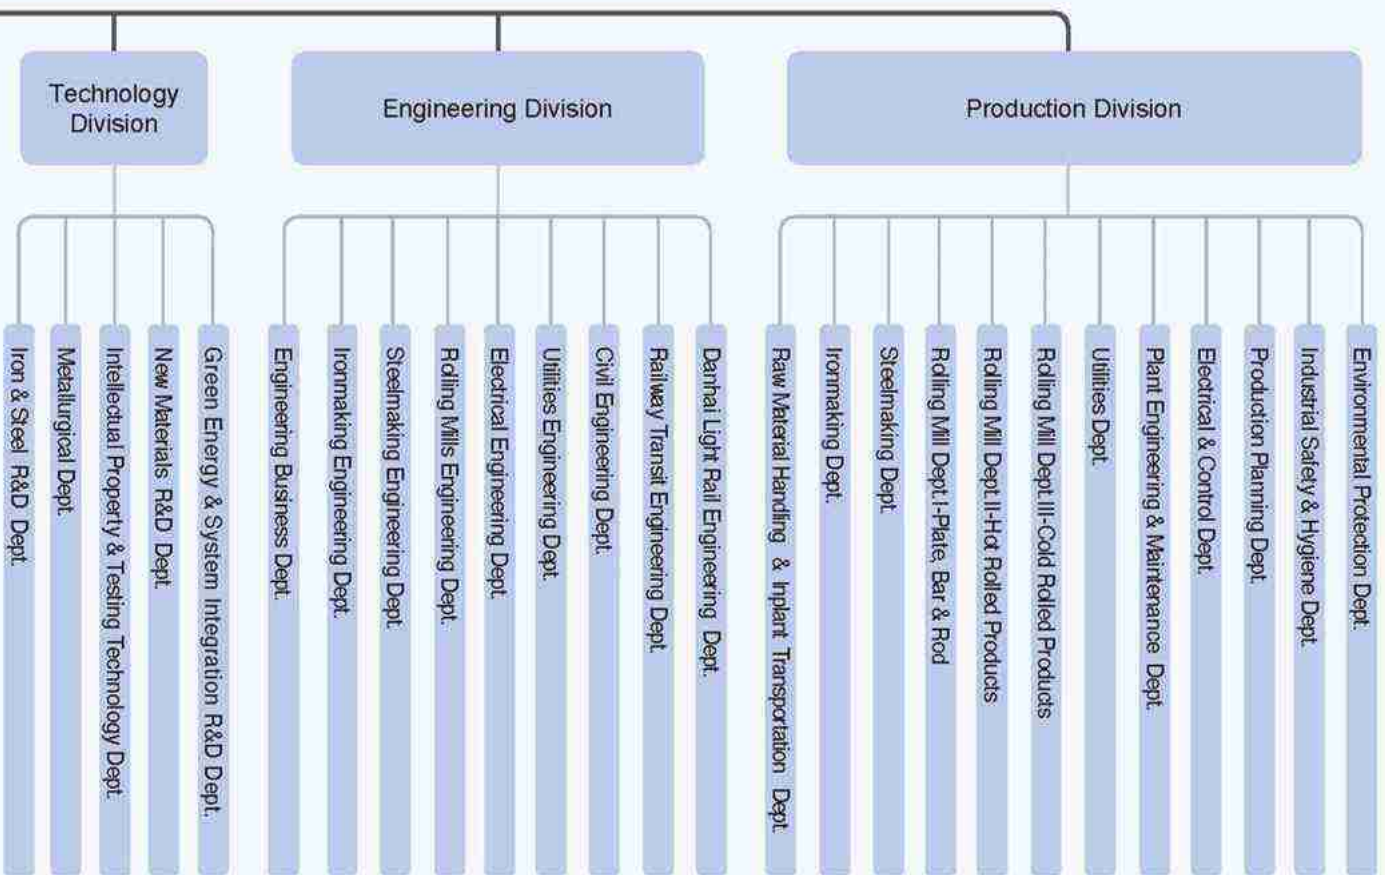 Technology
Division
Engineering Division
Production Division
Iron & Steel R&D Dept.
Metallurgical Dept.
Intellectual Property & Testing Technology Dept.
New Materials R&D Dept.
Green Energy & System Integration R&D Dept.
Engineering Business Dept.
Ironmaking Engineering Dept.
Steelmaking Engineering Dept.
Rolling Mills Engineering Dept.
Electrical Engineering Dept.
Utilities Engineering Dept.
Civil Engineering Dept.
Railway Transit Engineering Dept.
Danhai Light Rail Engineering Dept.
Raw Material Handling & Inplant Transportation Dept.
Ironmaking Dept.
Steelmaking Dept.
Rolling Mill Dept.I-Plate, Bar & Rod
Rolling Mill Dept.II-Hot Rolled Products
Rolling Mill Dept.III-Cold Rolled Products
Utilities Dept.
Plant Engineering & Maintenance Dept.
Electrical & Control Dept.
Production Planning Dept.
Industrial Safety & Hygiene Dept.
Environmental Protection Dept.